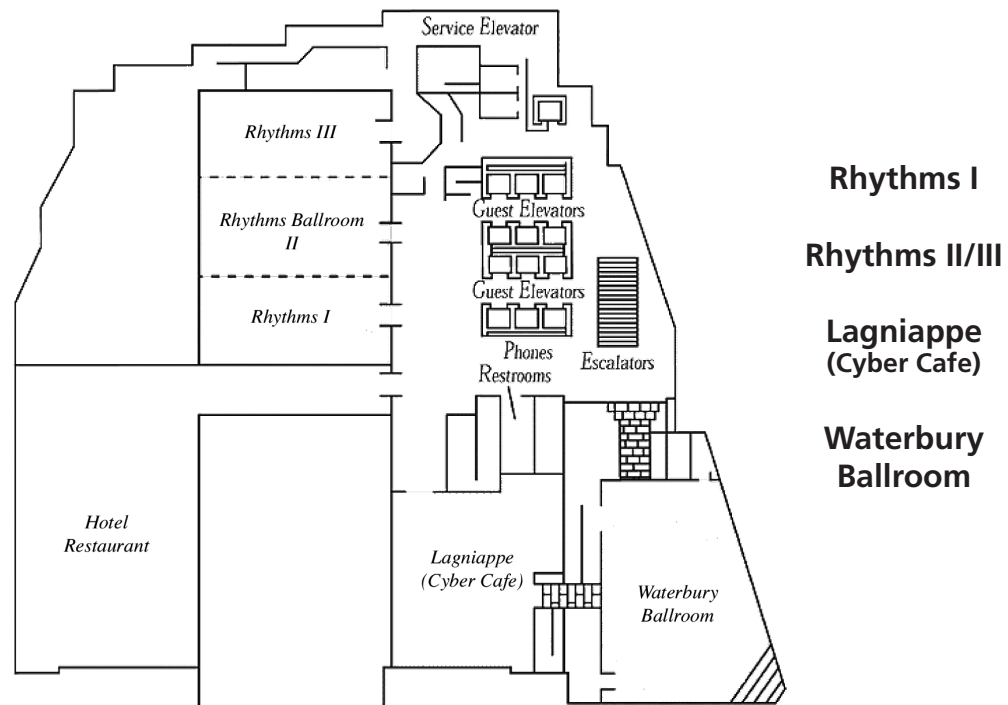 Service Elevator
Rhythms III
Rhythms Ballroom
II
Rhythms I
Guest Elevators
Guest Elevators
Phones
Restrooms
Escalators
Hotel
Restaurant
Lagniappe
(Cyber Cafe)
Waterbury
Ballroom
Rhythms I
Rhythms II/III
Lagniappe
(Cyber Cafe)
Waterbury
Ballroom